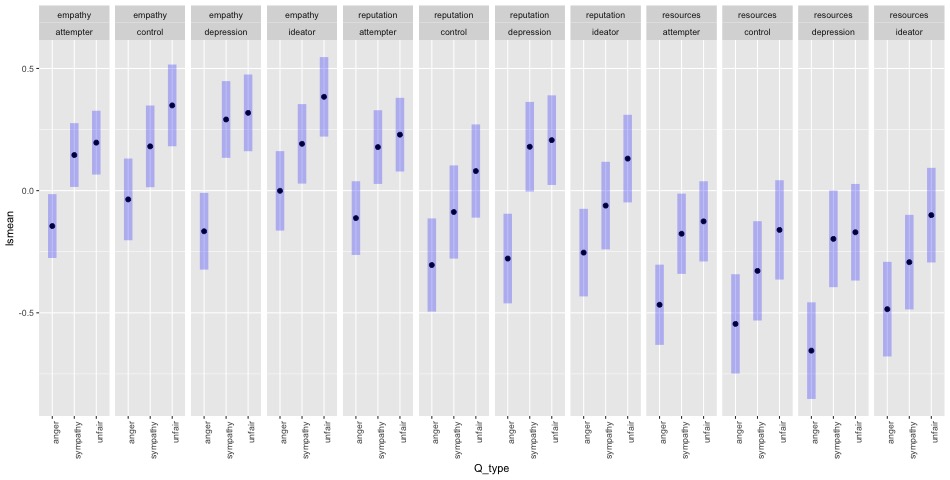 empathy empathy empathy empathy reputation reputation reputation reputation resources resources resources resources
attempter control depression ideator attempter control depression ideator attempter control depression ideator
0.5
0.0
-0.5
lsmean
anger sympathy unfair anger sympathy unfair anger sympathy unfair anger sympathy unfair anger sympathy unfair anger sympathy unfair anger sympathy unfair anger sympathy unfair anger sympathy unfair anger sympathy unfair anger sympathy unfair anger sympathy unfair
Q_type